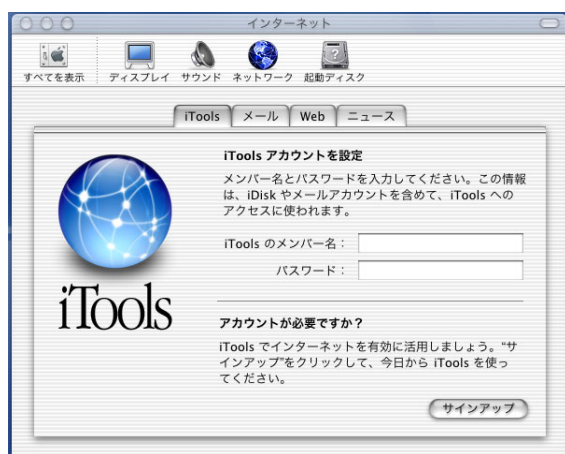 インターネット
すべてを表示 ディスプレイ サウンド ネットワーク 起動ディスク
iTools メール Web ニュース
iTools アカウントを設定
メンバー名とパスワードを入力してください。この情報
は、iDisk やメールアカウントを含めて、iTools への
アクセスに使われます。
iTools のメンバー名：
パスワード：
iTools
アカウントが必要ですか？
iTools でインターネットを有効に活用しましょう。“サ
インアップ”をクリックして、今日から iTools を使っ
てください。
サインアップ